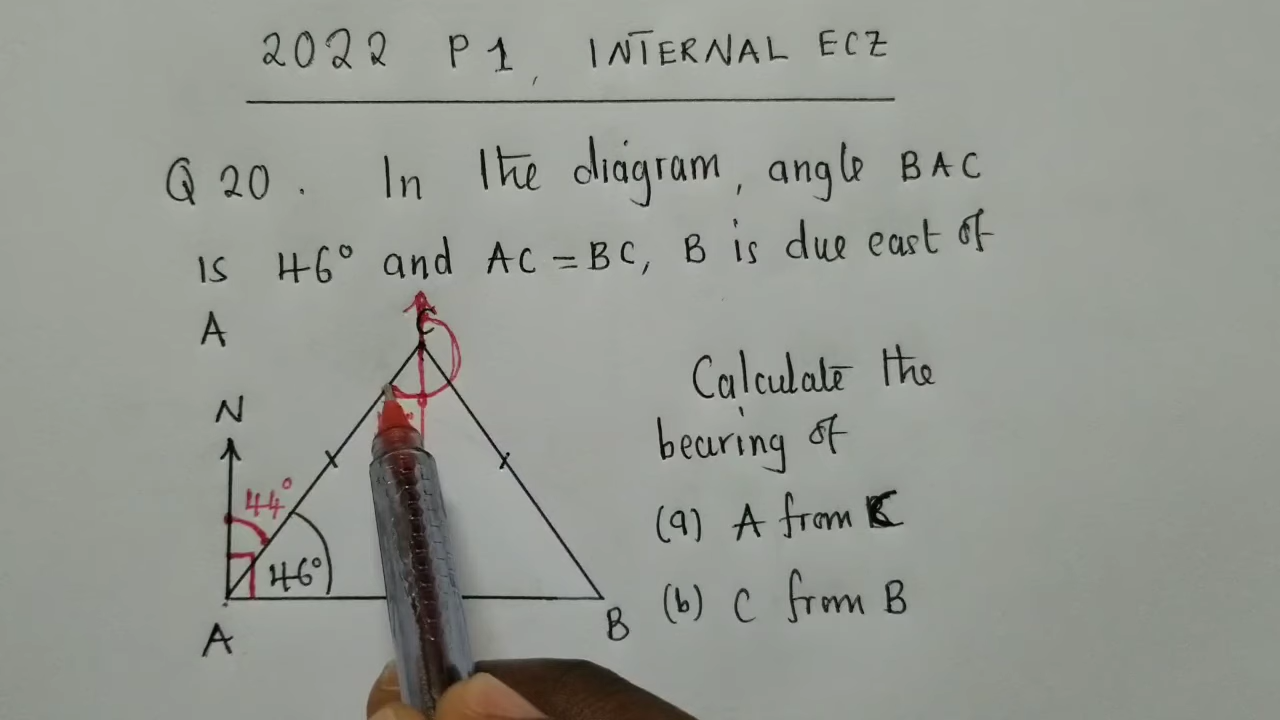 2022 P1, INTERNAL ECZ
Q 20. In the diagram, angle BAC
is 46° and AC = BC, B is due east of
A
C
Calculate the
N
bearing of
44°
(a) A from C
46°
(b) C from B
A
B